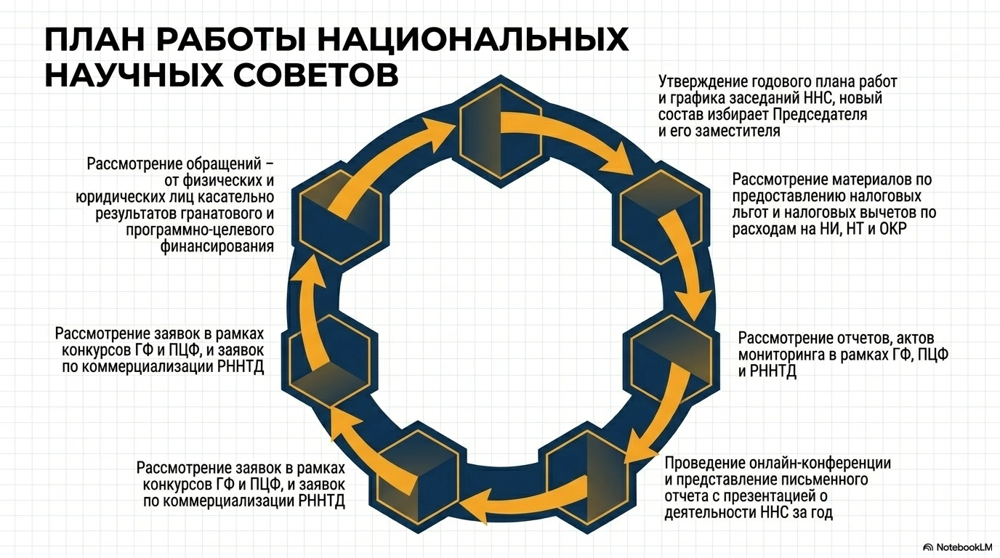 ПЛАН РАБОТЫ НАЦИОНАЛЬНЫХ
НАУЧНЫХ СОВЕТОВ
Утверждение годового плана работ
и графика заседаний ННС, новый
состав избирает Председателя
и его заместителя
Рассмотрение материалов по
предоставлению налоговых
льгот и налоговых вычетов по
расходам на НИ, НТ и ОКР
Рассмотрение отчетов, актов
мониторинга в рамках ГФ, ПЦФ
и РННТД
Проведение онлайн-конференции
и представление письменного
отчета с презентацией о
деятельности ННС за год
Рассмотрение заявок в рамках
конкурсов ГФ и ПЦФ, и заявок
по коммерциализации РННТД
Рассмотрение заявок в рамках
конкурсов ГФ и ПЦФ, и заявок
по коммерциализации РННТД
Рассмотрение обращений –
от физических и
юридических лиц касательно
результатов гранатового и
программно-целевого
финансирования
NotebookLM